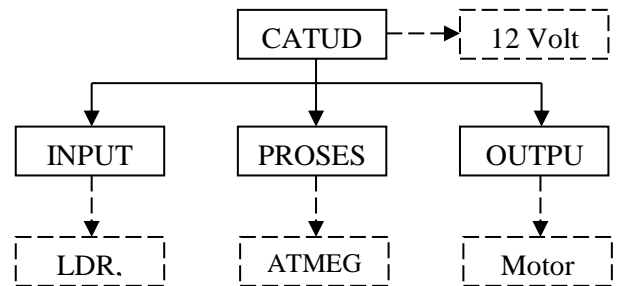 CATUD 12 Volt
INPUT PROSES OUTPU
LDR, ATMEG Motor